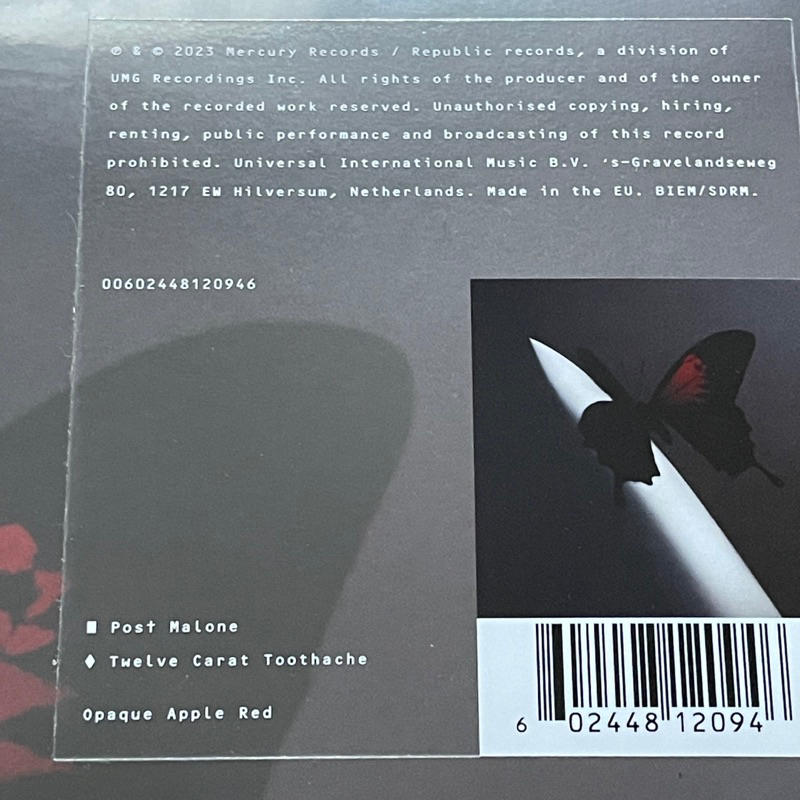 ℗ & © 2023 Mercury Records / Republic records, a division of
UMG Recordings Inc. All rights of the producer and of the owner
of the recorded work reserved. Unauthorised copying, hiring,
renting, public performance and broadcasting of this record
prohibited. Universal International Music B.V. 's-Gravelandseweg
80, 1217 EW Hilversum, Netherlands. Made in the EU. BIEM/SDRM.
00602448120946
■ Post Malone
♦ Twelve Carat Toothache
Opaque Apple Red
6 02448 12094